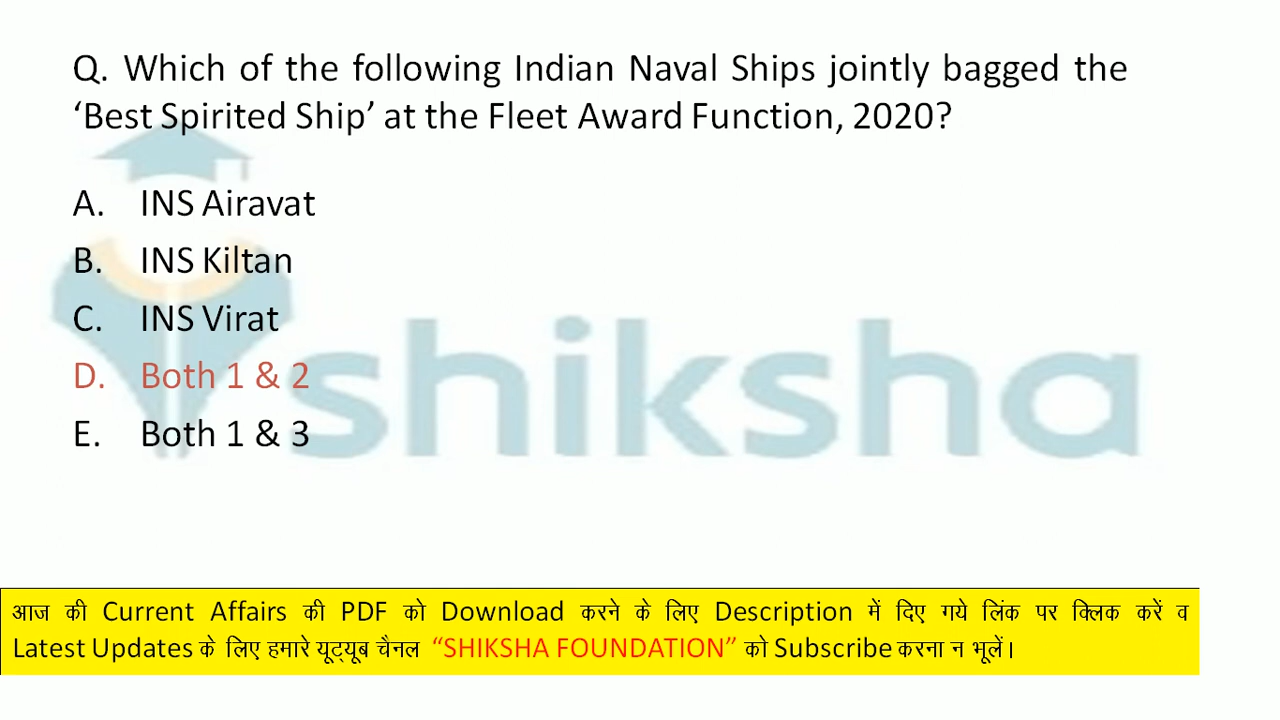 Q. Which of the following Indian Naval Ships jointly bagged the
‘Best Spirited Ship’ at the Fleet Award Function, 2020?
A. INS Airavat
B. INS Kiltan
C. INS Virat
D. Both 1 & 2
E. Both 1 & 3
shiksha
आज की Current Affairs की PDF को Download करने के लिए Description में दिए गये लिंक पर क्लिक करें व
Latest Updates के लिए हमारे यूट्यूब चैनल “SHIKSHA FOUNDATION” को Subscribe करना न भूलें।